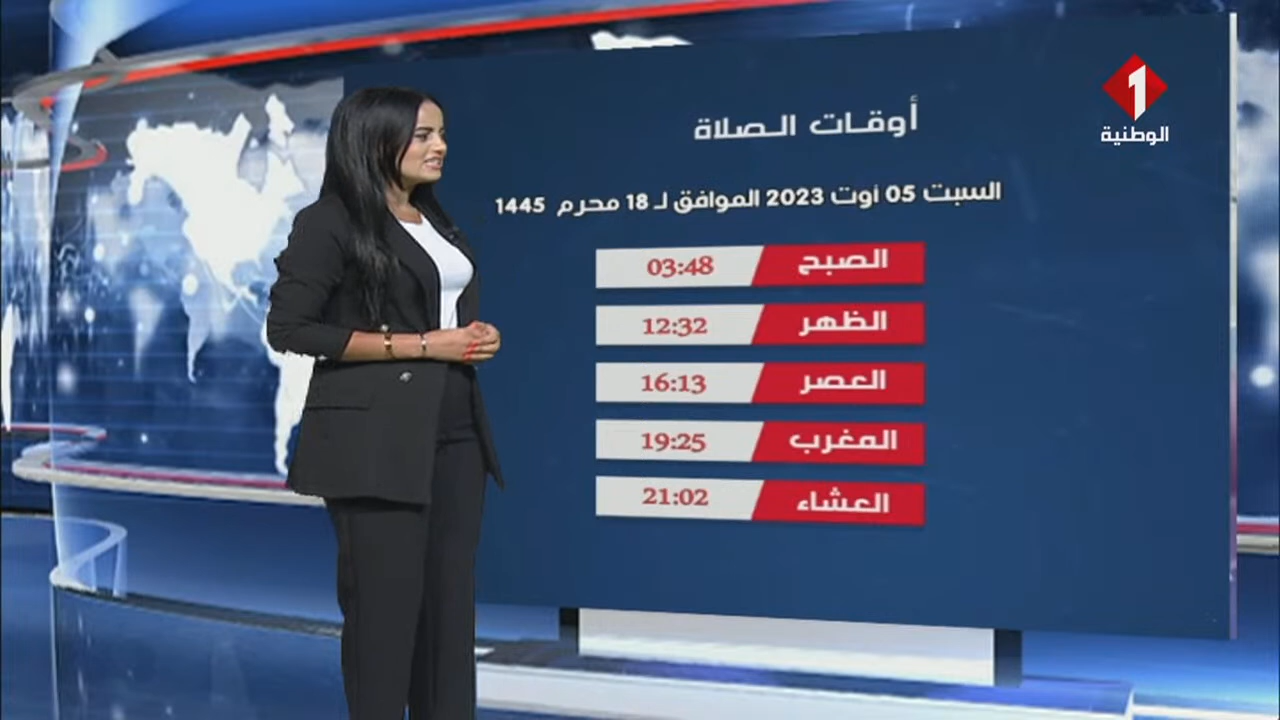 1
الوطنية
أوقات الصلاة
السبت 05 أوت 2023 الموافق لـ 18 محرم 1445
الصبح 03:48
الظهر 12:32
العصر 16:13
المغرب 19:25
العشاء 21:02